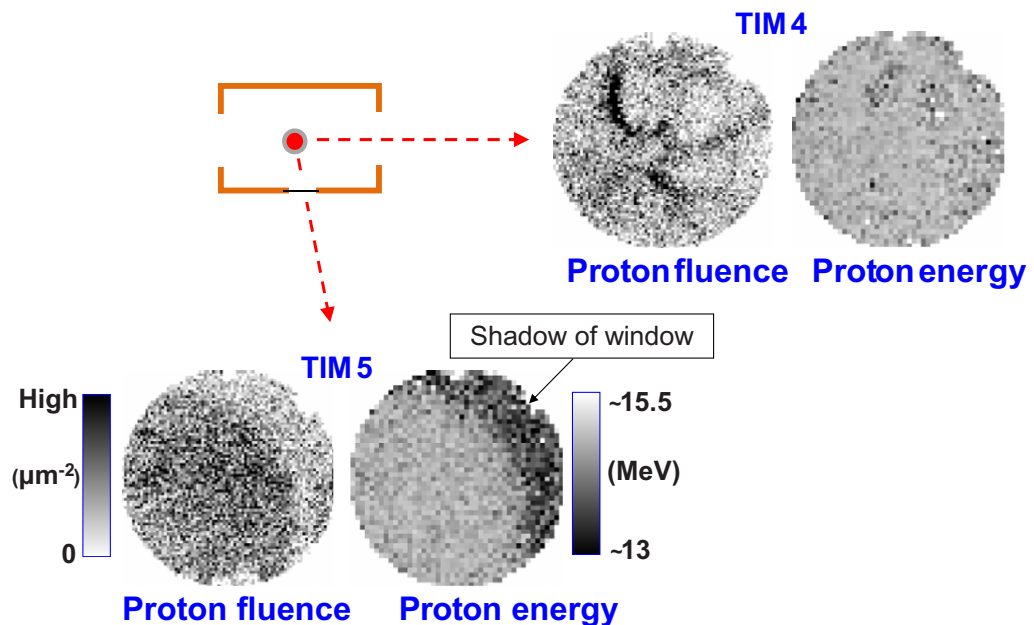 TIM 4
Proton fluence
Proton energy
Shadow of window
TIM 5
High
(µm⁻²)
0
~15.5
(MeV)
~13
Proton fluence
Proton energy